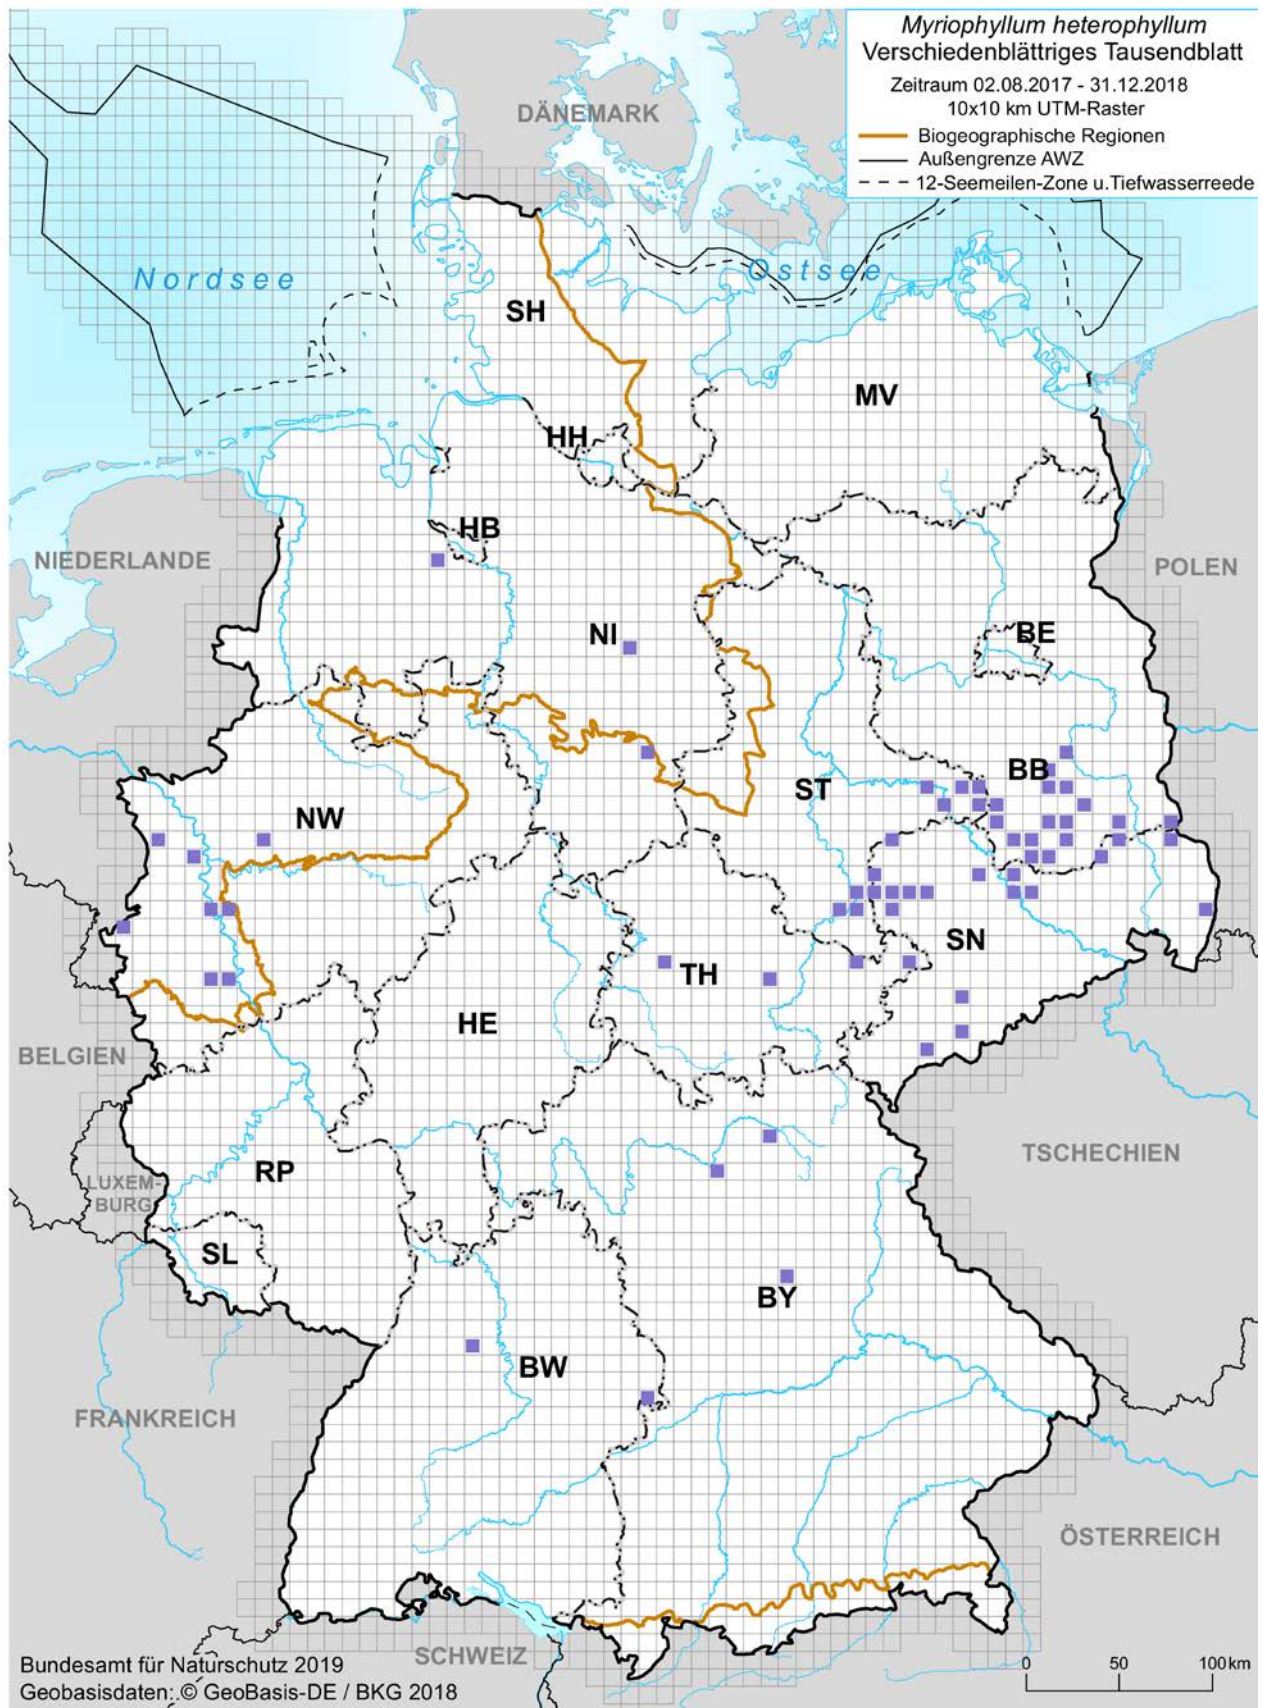 Myriophyllum heterophyllum
Verschiedenblättriges Tausendblatt
Zeitraum 02.08.2017 - 31.12.2018
10x10 km UTM-Raster
Biogeographische Regionen
Außengrenze AWZ
12-Seemeilen-Zone u.Tiefwasserreede
DÄNEMARK
Nordsee
Ostsee
SH
MV
HH
HB
NIEDERLANDE
POLEN
NI
BE
BB
ST
NW
SN
TH
HE
BELGIEN
TSCHECHIEN
RP
LUXEM-
BURG
SL
BY
BW
FRANKREICH
ÖSTERREICH
SCHWEIZ
Bundesamt für Naturschutz 2019
Geobasisdaten:.© GeoBasis-DE / BKG 2018
0 50 100 km